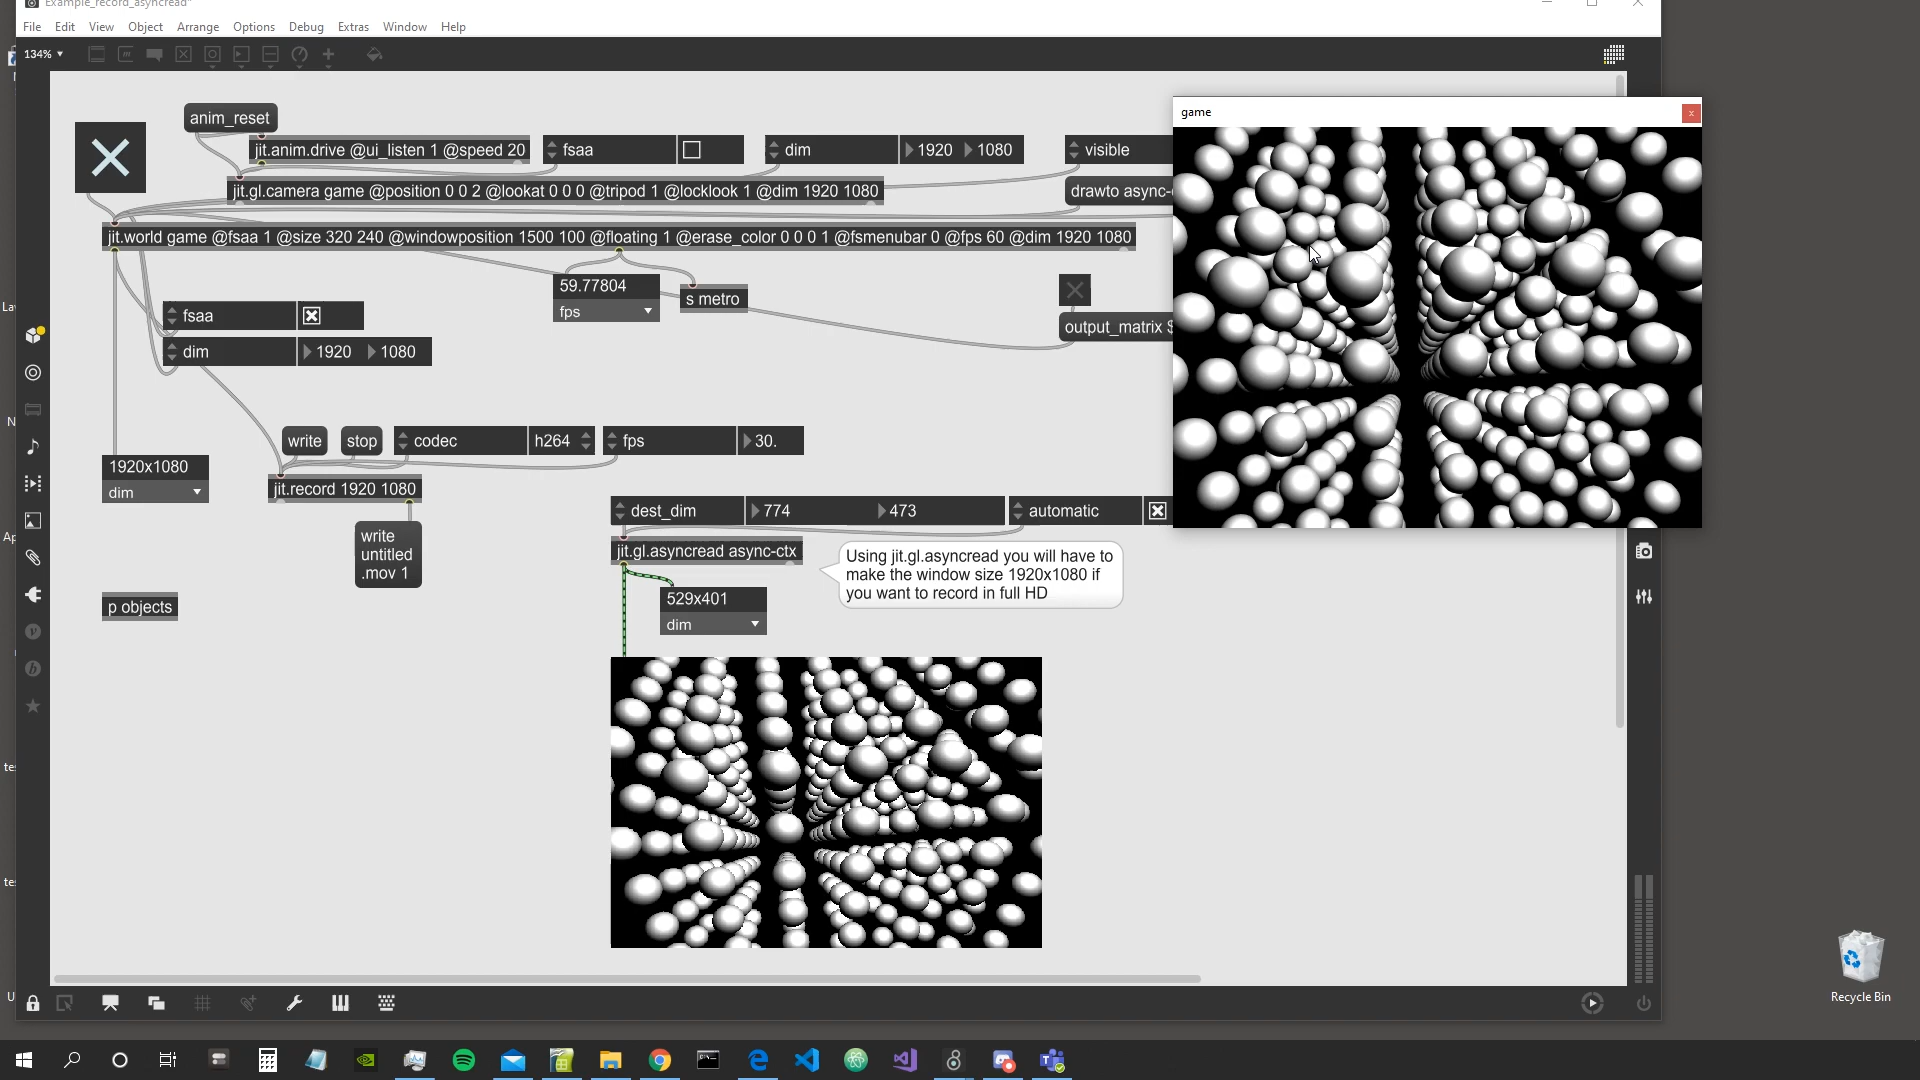 Example_record_asyncread*
File Edit View Object Arrange Options Debug Extras Window Help
134%
anim_reset
jit.anim.drive @ui_listen 1 @speed 20
fsaa
dim 1920 1080
visible
jit.gl.camera game @position 0 0 2 @lookat 0 0 0 @tripod 1 @locklook 1 @dim 1920 1080
jit.world game @fsaa 1 @size 320 240 @windowposition 1500 100 @floating 1 @erase_color 0 0 0 1 @fsmenubar 0 @fps 60 @dim 1920 1080
59.77804
fps
s metro
output_matrix
fsaa
dim 1920 1080
write
stop
codec h264
fps 30.
1920x1080
dim
jit.record 1920 1080
write
untitled
.mov 1
p objects
dest_dim 774 473
automatic
jit.gl.asyncread async-ctx
Using jit.gl.asyncread you will have to
make the window size 1920x1080 if
you want to record in full HD
529x401
dim
game
Recycle Bin